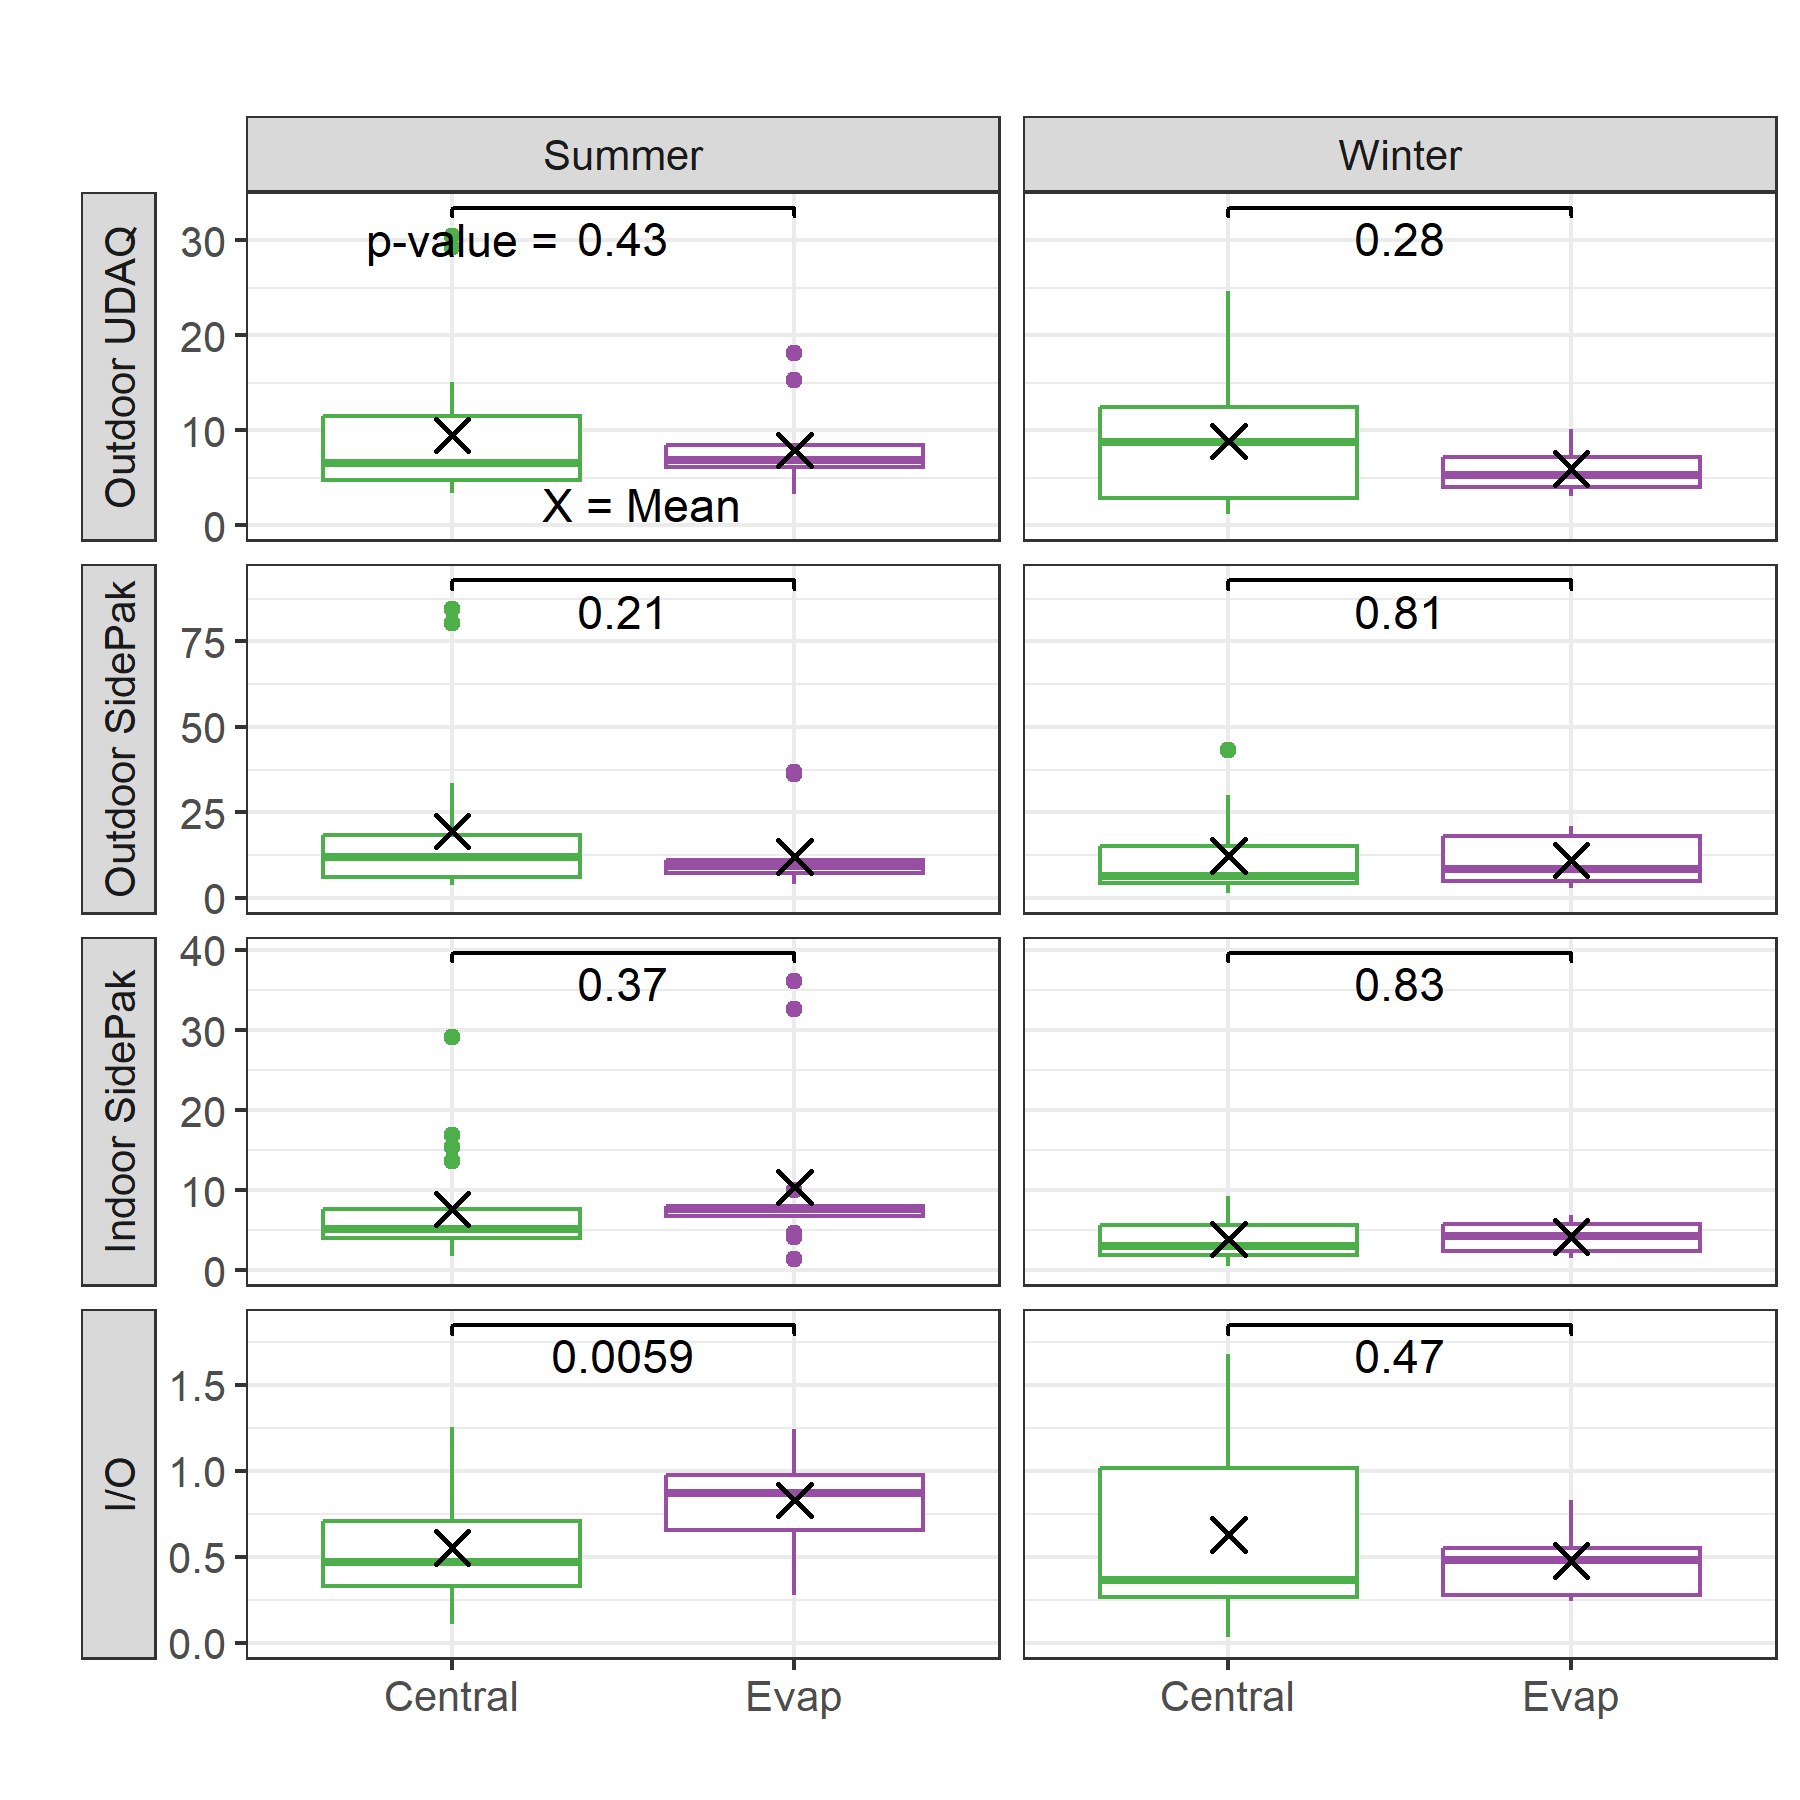 Summer
Winter
Outdoor UDAQ
30
20
10
0
p-value = 0.43
X = Mean
0.28
Outdoor SidePak
75
50
25
0
0.21
0.81
Indoor SidePak
40
30
20
10
0
0.37
0.83
I/O
1.5
1.0
0.5
0.0
0.0059
0.47
Central
Evap
Central
Evap